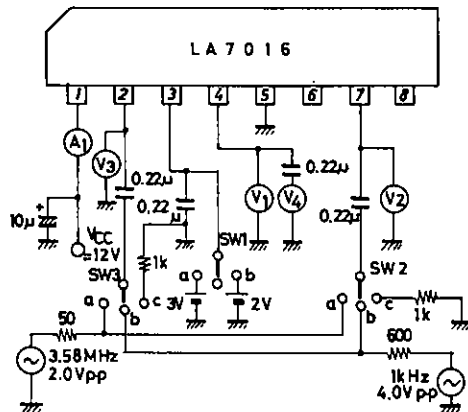 LA7016
1 2 3 4 5 6 7 8
A1
V3
0.22μ
0.22μ
V1
V4
0.22μ
0.22μ
V2
10μ
+
VCC
=12V
1k
SW1
SW3
a
b
c
a
3V
b
2V
SW2
a
b
c
1k
50
3.58MHz
2.0Vpp
600
1kHz
4.0Vpp